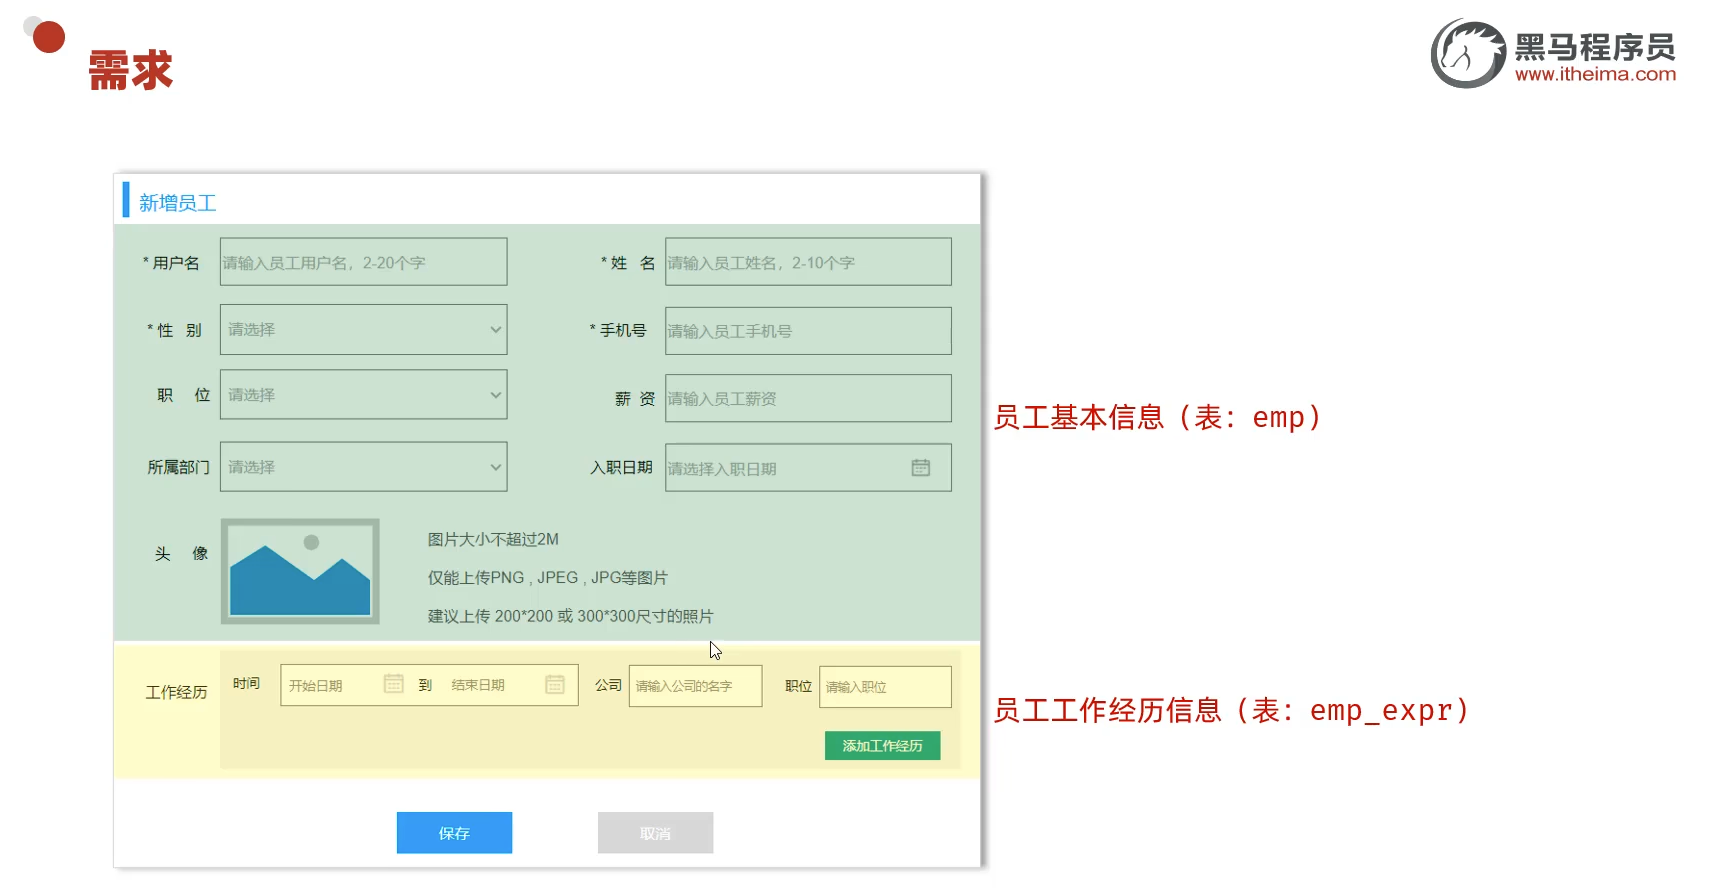 需求
黑马程序员
www.itheima.com
新增员工
* 用户名 请输入员工用户名，2-20个字 * 姓 名 请输入员工姓名，2-10个字
* 性 别 请选择 * 手机号 请输入员工手机号
职 位 请选择 薪 资 请输入员工薪资
员工基本信息（表：emp）
所属部门 请选择 入职日期 请选择入职日期
头 像
图片大小不超过2M
仅能上传PNG , JPEG , JPG等图片
建议上传 200*200 或 300*300尺寸的照片
工作经历 时间 开始日期 到 结束日期 公司 请输入公司的名字 职位 请输入职位
员工工作经历信息（表：emp_expr）
添加工作经历
保存 取消